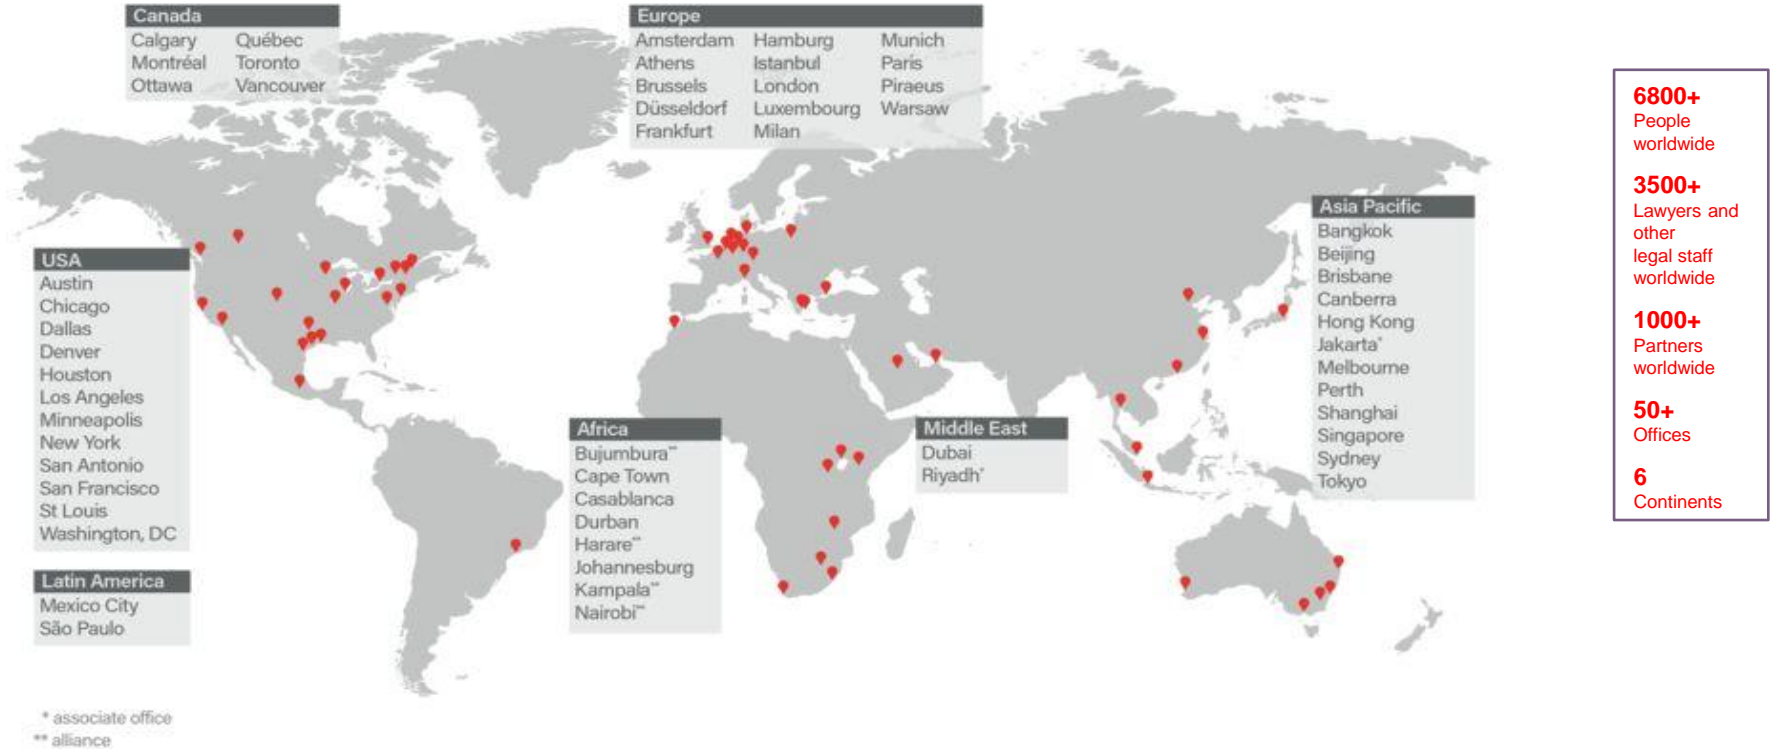 Canada
Calgary Québec
Montréal Toronto
Ottawa Vancouver
Europe
Amsterdam Hamburg Munich
Athens Istanbul Paris
Brussels London Piraeus
Düsseldorf Luxembourg Warsaw
Frankfurt Milan
USA
Austin
Chicago
Dallas
Denver
Houston
Los Angeles
Minneapolis
New York
San Antonio
San Francisco
St Louis
Washington, DC
Latin America
Mexico City
São Paulo
Africa
Bujumbura**
Cape Town
Casablanca
Durban
Harare**
Johannesburg
Kampala**
Nairobi**
Middle East
Dubai
Riyadh*
Asia Pacific
Bangkok
Beijing
Brisbane
Canberra
Hong Kong
Jakarta*
Melbourne
Perth
Shanghai
Singapore
Sydney
Tokyo
6800+
People
worldwide
3500+
Lawyers and
other
legal staff
worldwide
1000+
Partners
worldwide
50+
Offices
6
Continents
* associate office
** alliance